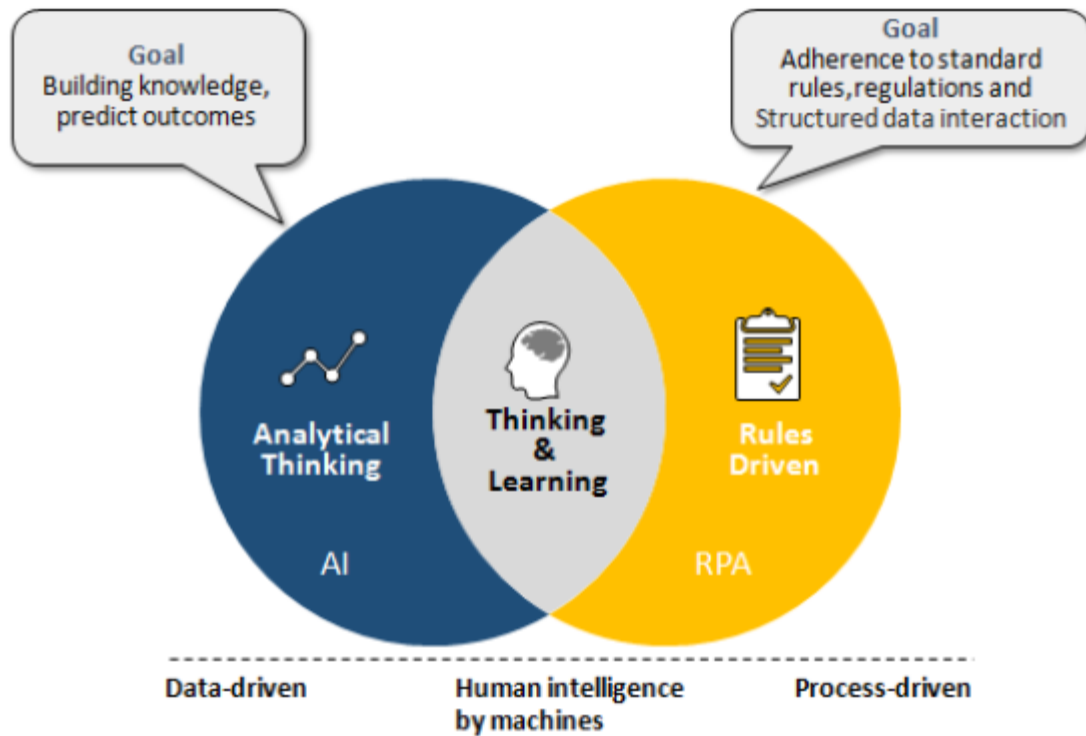 Goal
Building knowledge,
predict outcomes
Goal
Adherence to standard
rules,regulations and
Structured data interaction
Analytical
Thinking
AI
Thinking
&
Learning
Rules
Driven
RPA
Data-driven
Human intelligence
by machines
Process-driven